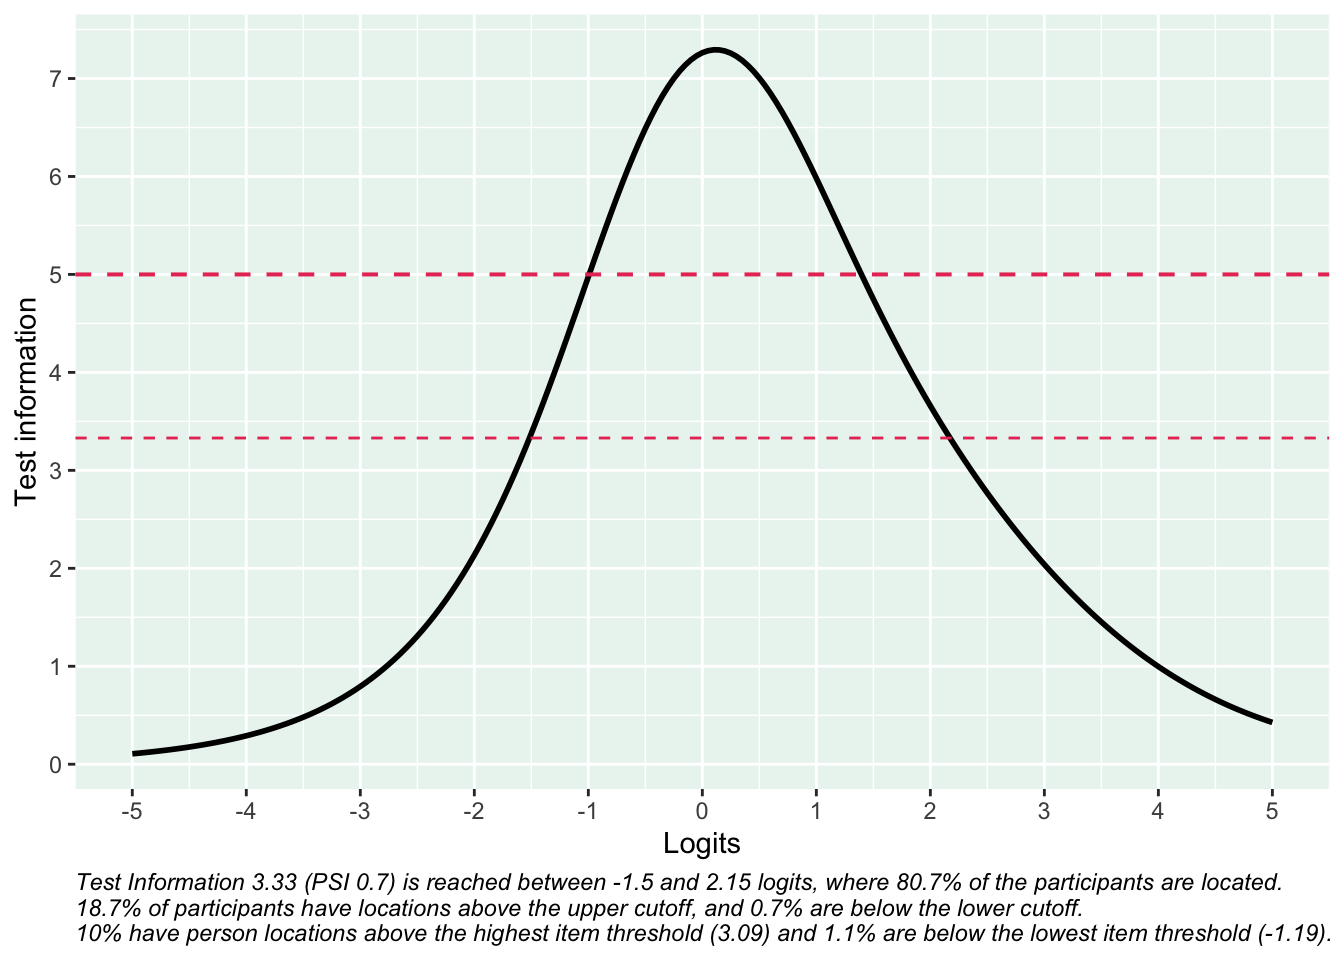 7
6
5
4
3
2
1
0
Test information
-5 -4 -3 -2 -1 0 1 2 3 4 5
Logits
Test Information 3.33 (PSI 0.7) is reached between -1.5 and 2.15 logits, where 80.7% of the participants are located.
18.7% of participants have locations above the upper cutoff, and 0.7% are below the lower cutoff.
10% have person locations above the highest item threshold (3.09) and 1.1% are below the lowest item threshold (-1.19).